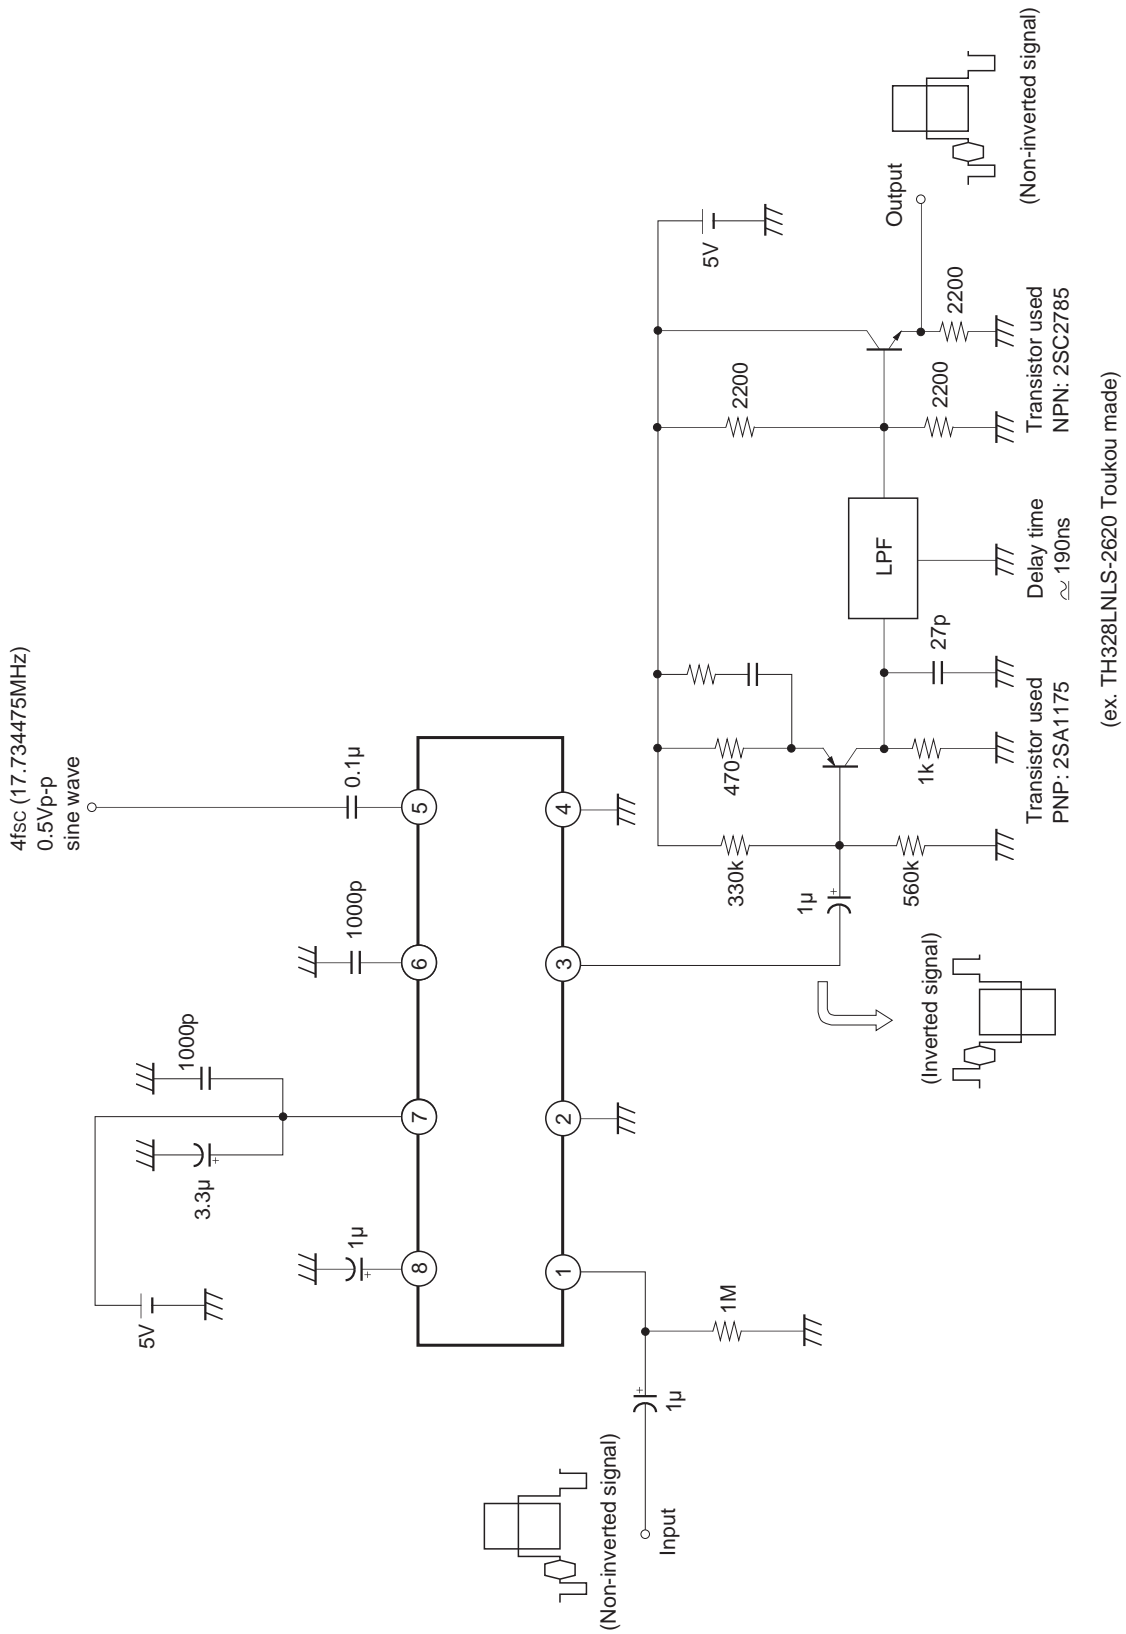 4fsc (17.734475MHz)
0.5Vp-p
sine wave
5V
3.3µ
1000p
1000p
0.1µ
1µ
8
7
6
5
1
2
3
4
(Non-inverted signal)
Input
1µ
1M
(Inverted signal)
1µ
330k
560k
470
1k
27p
LPF
2200
2200
2200
5V
Output
(Non-inverted signal)
Transistor used
PNP: 2SA1175
Delay time
≃ 190ns
Transistor used
NPN: 2SC2785
(ex. TH328LNLS-2620 Toukou made)